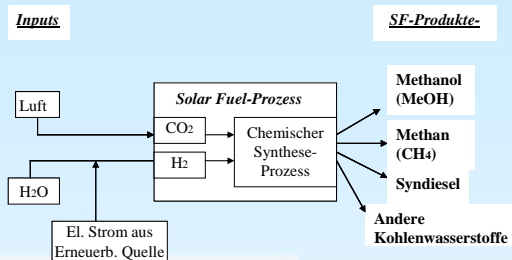 Inputs
SF-Produkte-
Luft
H2O
El. Strom aus
Erneuerb. Quelle
Solar Fuel-Prozess
CO2
H2
Chemischer
Synthese-
Prozess
Methanol
(MeOH)
Methan
(CH4)
Syndiesel
Andere
Kohlenwasserstoffe